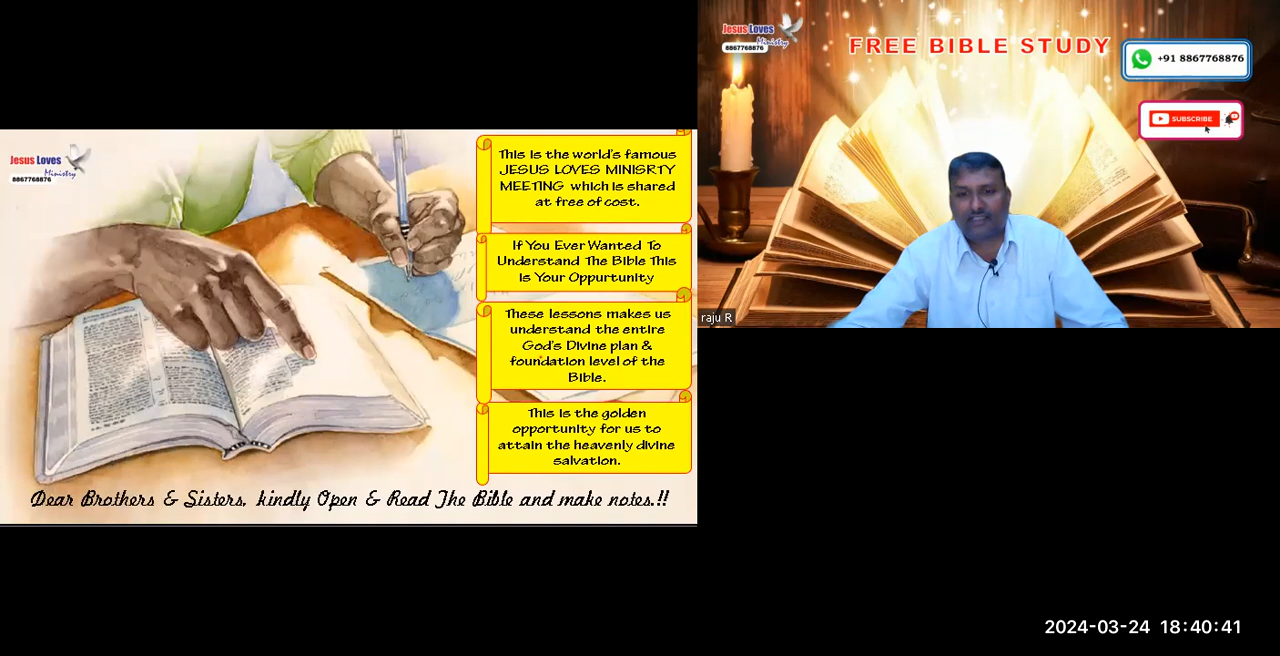 Jesus Loves
Ministry
8867768876
This is the world's famous
JESUS LOVES MINISRTY
MEETING which is shared
at free of cost.
If You Ever Wanted To
Understand The Bible This
is Your Oppurtunity
These lessons makes us
understand the entire
God's Divine plan &
foundation level of the
Bible.
This is the golden
opportunity for us to
attain the heavenly divine
salvation.
Dear Brothers & Sisters, kindly Open & Read The Bible and make notes.!!
Jesus Loves
Ministry
8867768876
FREE BIBLE STUDY
+91 8867768876
SUBSCRIBE
raju R
2024-03-24 18:40:41